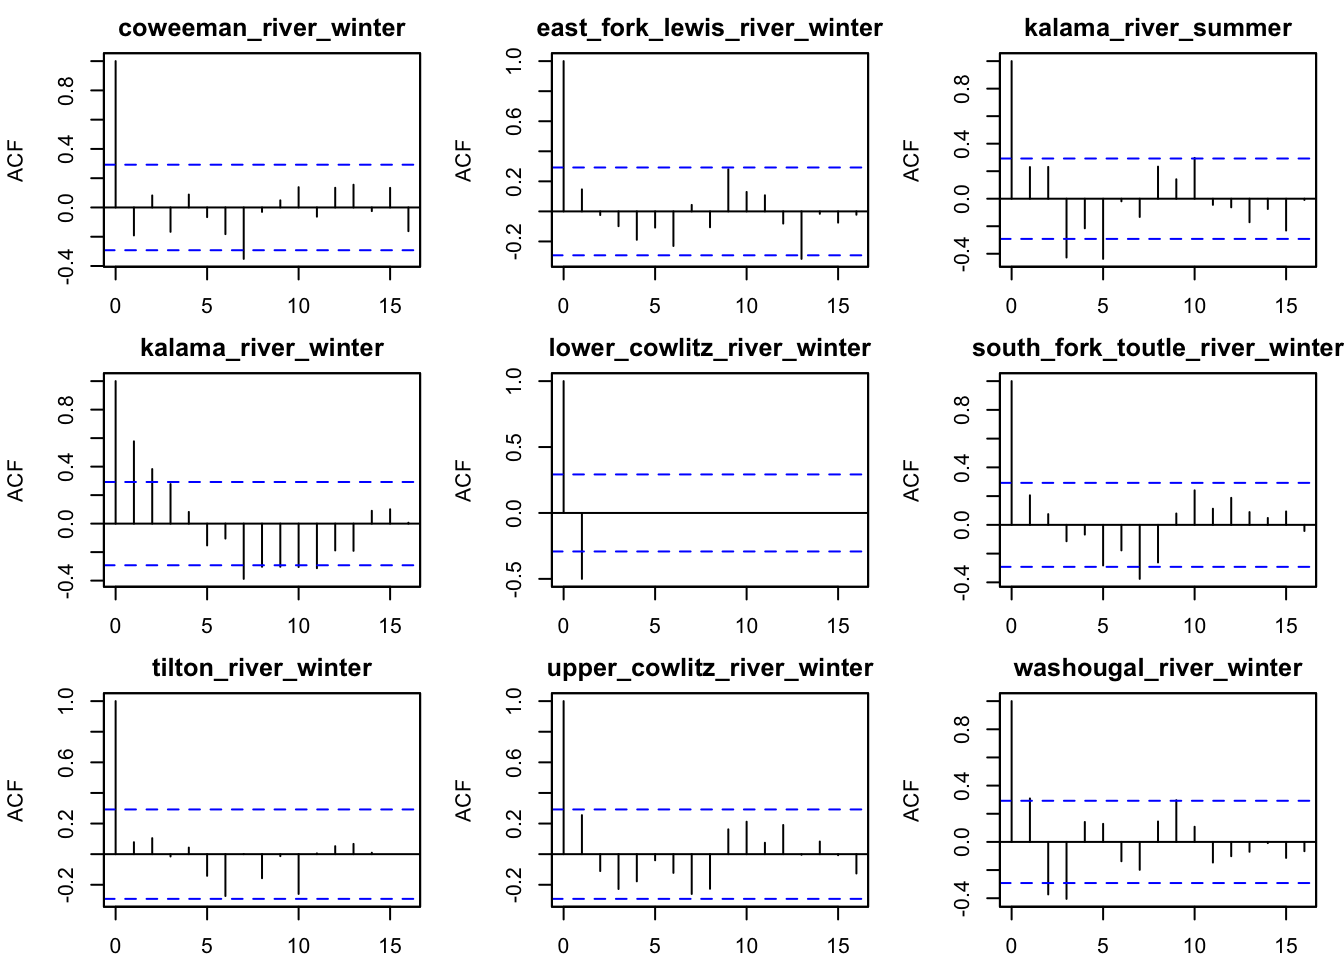 coweeman_river_winter
ACF
0.8
0.4
0.0
-0.4
0 5 10 15
east_fork_lewis_river_winter
ACF
1.0
0.6
0.2
-0.2
0 5 10 15
kalama_river_summer
ACF
0.8
0.4
0.0
-0.4
0 5 10 15
kalama_river_winter
ACF
0.8
0.4
0.0
-0.4
0 5 10 15
lower_cowlitz_river_winter
ACF
1.0
0.5
0.0
-0.5
0 5 10 15
south_fork_toutle_river_winter
ACF
0.8
0.4
0.0
-0.4
0 5 10 15
tilton_river_winter
ACF
1.0
0.6
0.2
-0.2
0 5 10 15
upper_cowlitz_river_winter
ACF
1.0
0.6
0.2
-0.2
0 5 10 15
washougal_river_winter
ACF
0.8
0.4
0.0
-0.4
0 5 10 15